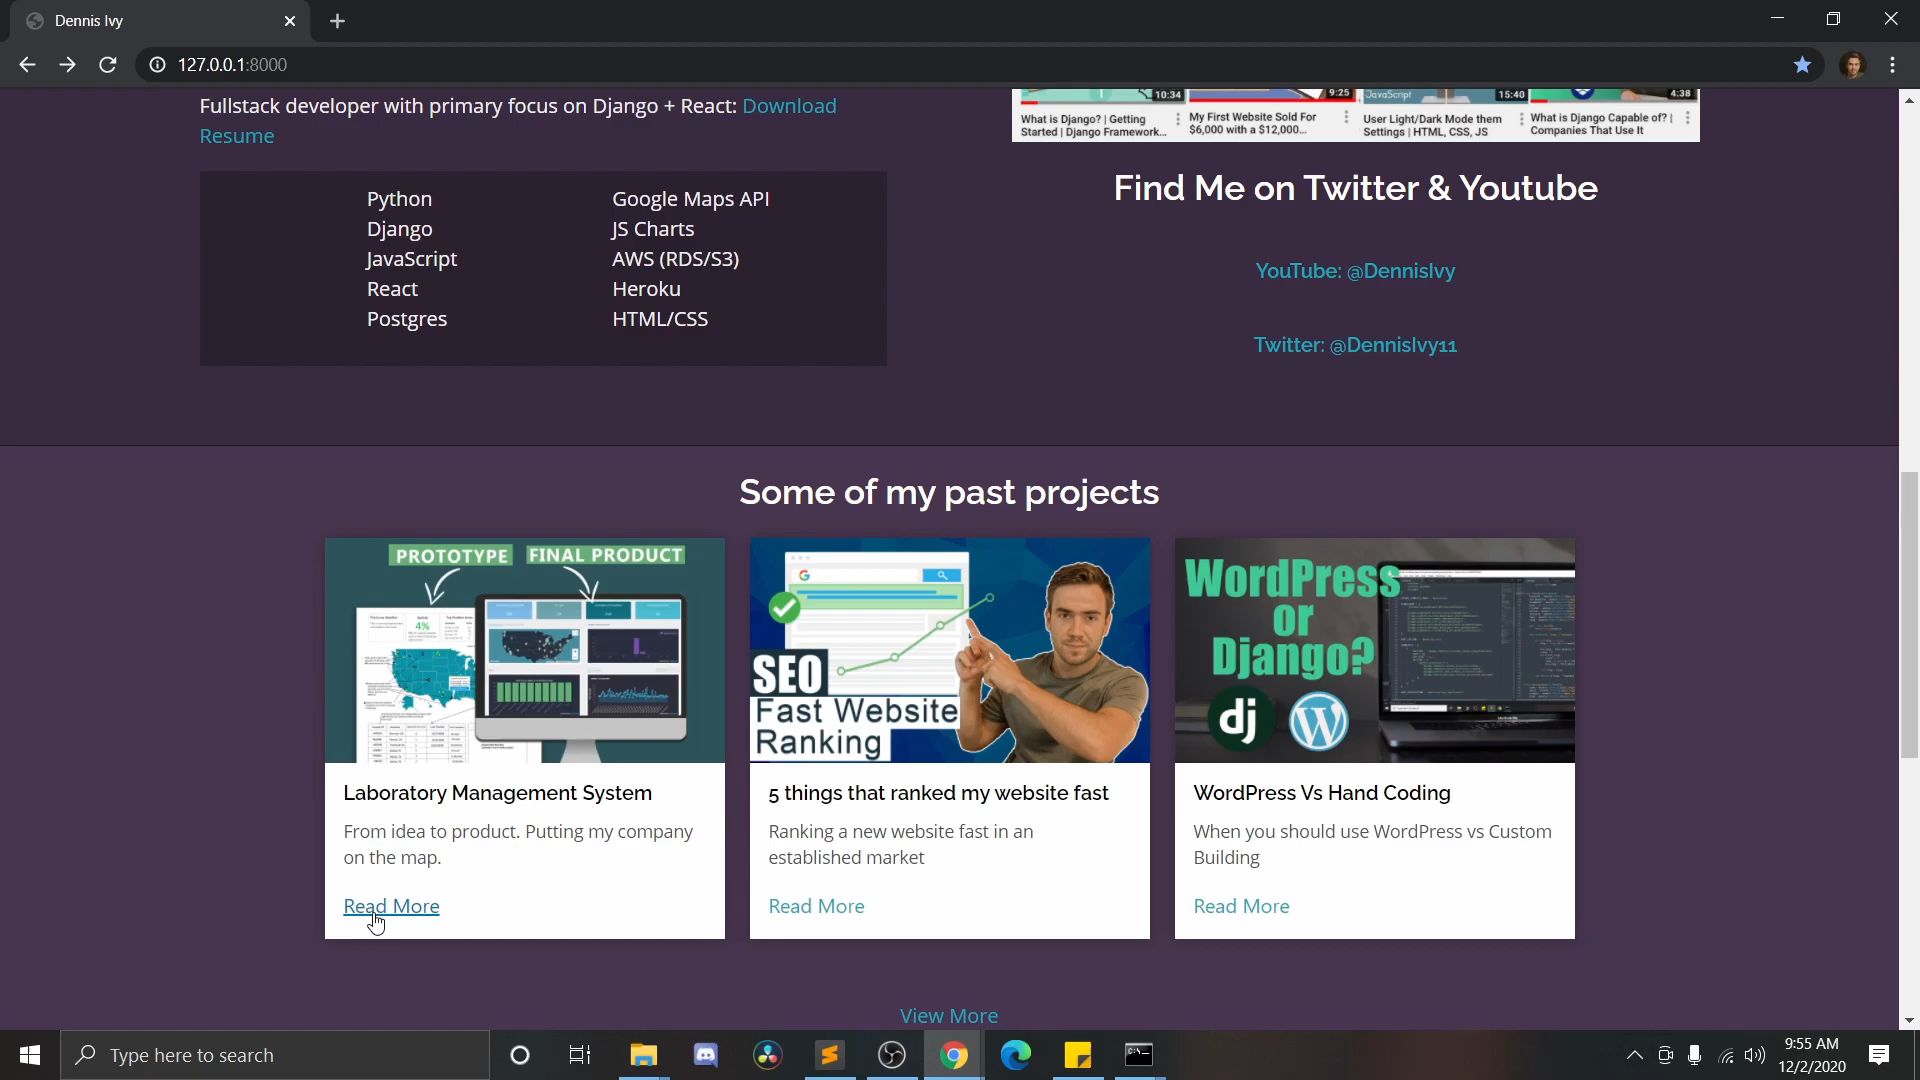 Dennis Ivy
127.0.0.1:8000
Fullstack developer with primary focus on Django + React: Download
Resume
Python
Django
JavaScript
React
Postgres
Google Maps API
JS Charts
AWS (RDS/S3)
Heroku
HTML/CSS
10:34
9:25
JavaScript
15:40
4:38
What is Django? | Getting
Started | Django Framework...
My First Website Sold For
$6,000 with a $12,000...
User Light/Dark Mode them
Settings | HTML, CSS, JS
What is Django Capable of? |
Companies That Use It
Find Me on Twitter & Youtube
YouTube: @DennisIvy
Twitter: @DennisIvy11
Some of my past projects
PROTOTYPE
FINAL PRODUCT
4%
Laboratory Management System
From idea to product. Putting my company
on the map.
Read More
G
SEO
Fast Website
Ranking
5 things that ranked my website fast
Ranking a new website fast in an
established market
Read More
WordPress
or
Django?
dj
WordPress Vs Hand Coding
When you should use WordPress vs Custom
Building
Read More
View More
Type here to search
9:55 AM
12/2/2020